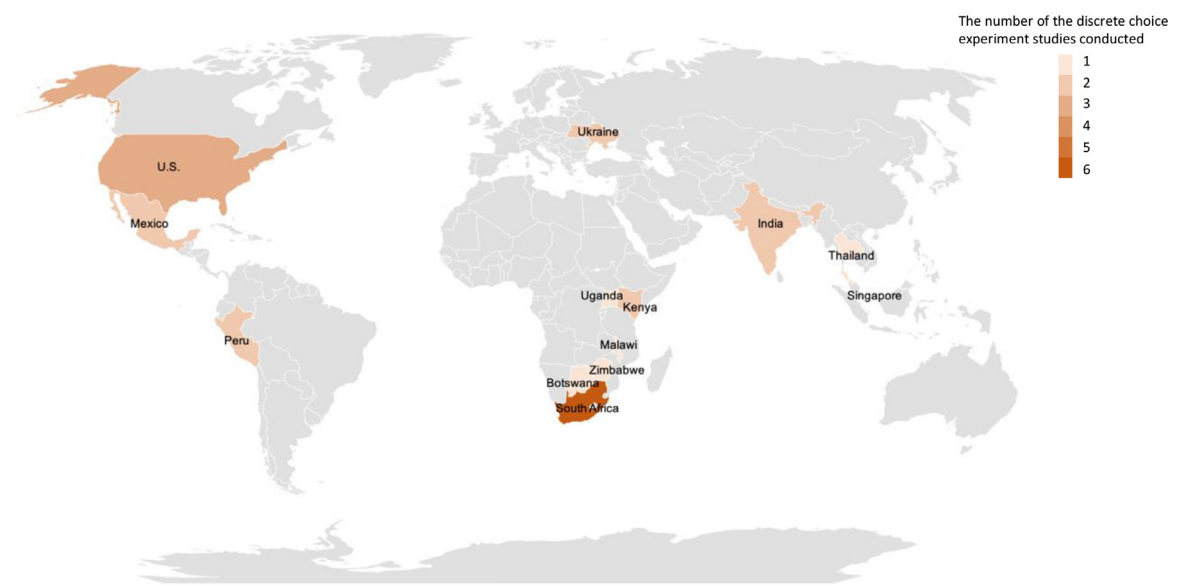 The number of the discrete choice
experiment studies conducted
1
2
3
4
5
6
Ukraine
U.S.
Mexico
India
Thailand
Uganda
Singapore
Kenya
Peru
Malawi
Zimbabwe
Botswana
South Africa